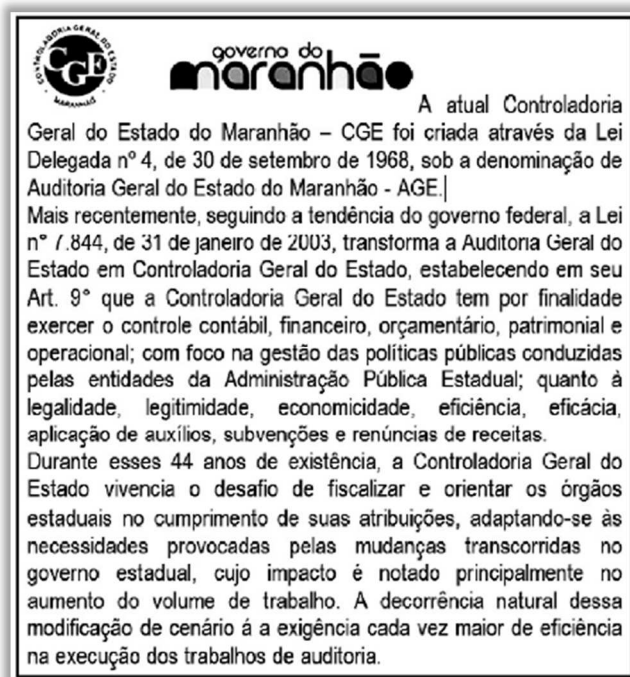 CONTROLADORIA GERAL DO ESTADO
CGE
MARANHÃO
governo do
maranhão
A atual Controladoria
Geral do Estado do Maranhão – CGE foi criada através da Lei
Delegada nº 4, de 30 de setembro de 1968, sob a denominação de
Auditoria Geral do Estado do Maranhão - AGE.
Mais recentemente, seguindo a tendência do governo federal, a Lei
n° 7.844, de 31 de janeiro de 2003, transforma a Auditoria Geral do
Estado em Controladoria Geral do Estado, estabelecendo em seu
Art. 9° que a Controladoria Geral do Estado tem por finalidade
exercer o controle contábil, financeiro, orçamentário, patrimonial e
operacional; com foco na gestão das políticas públicas conduzidas
pelas entidades da Administração Pública Estadual; quanto à
legalidade, legitimidade, economicidade, eficiência, eficácia,
aplicação de auxílios, subvenções e renúncias de receitas.
Durante esses 44 anos de existência, a Controladoria Geral do
Estado vivencia o desafio de fiscalizar e orientar os órgãos
estaduais no cumprimento de suas atribuições, adaptando-se às
necessidades provocadas pelas mudanças transcorridas no
governo estadual, cujo impacto é notado principalmente no
aumento do volume de trabalho. A decorrência natural dessa
modificação de cenário á a exigência cada vez maior de eficiência
na execução dos trabalhos de auditoria.